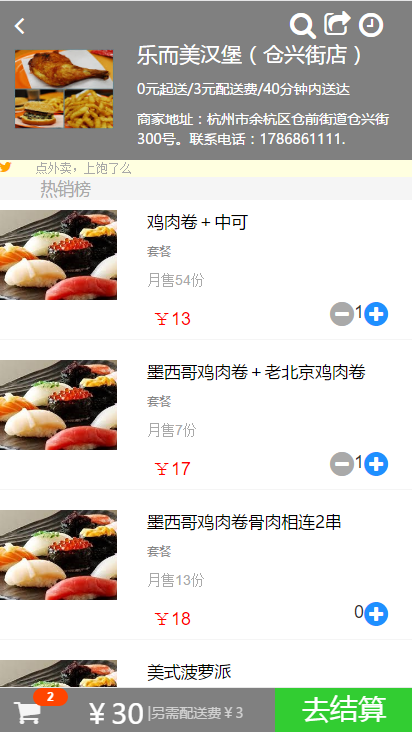 乐而美汉堡（仓兴街店）
0元起送/3元配送费/40分钟内送达
商家地址：杭州市余杭区仓前街道仓兴街
300号。联系电话：1786861111.
点外卖，上饱了么
热销榜
鸡肉卷＋中可
套餐
月售54份
￥13
1
墨西哥鸡肉卷＋老北京鸡肉卷
套餐
月售7份
￥17
1
墨西哥鸡肉卷骨肉相连2串
套餐
月售13份
￥18
0
美式菠萝派
2
￥30 |另需配送费￥3
去结算